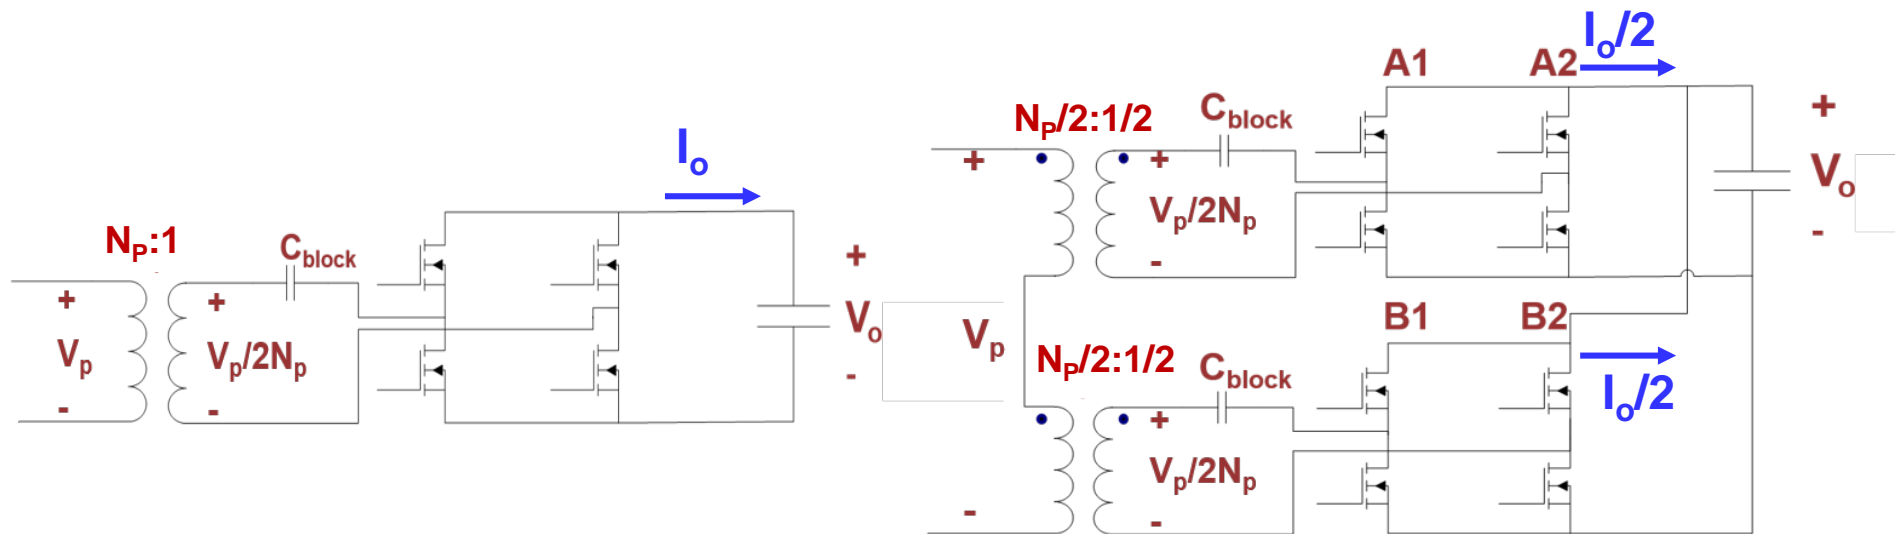 Np:1
+
Vp
-
+
Vp/2Np
-
Cblock
Io
+
Vo
-
Np/2:1/2
+
Vp
-
Cblock
+
Vp/2Np
-
A1
A2
Io/2
+
Vo
-
Np/2:1/2
Cblock
+
Vp/2Np
-
B1
B2
Io/2